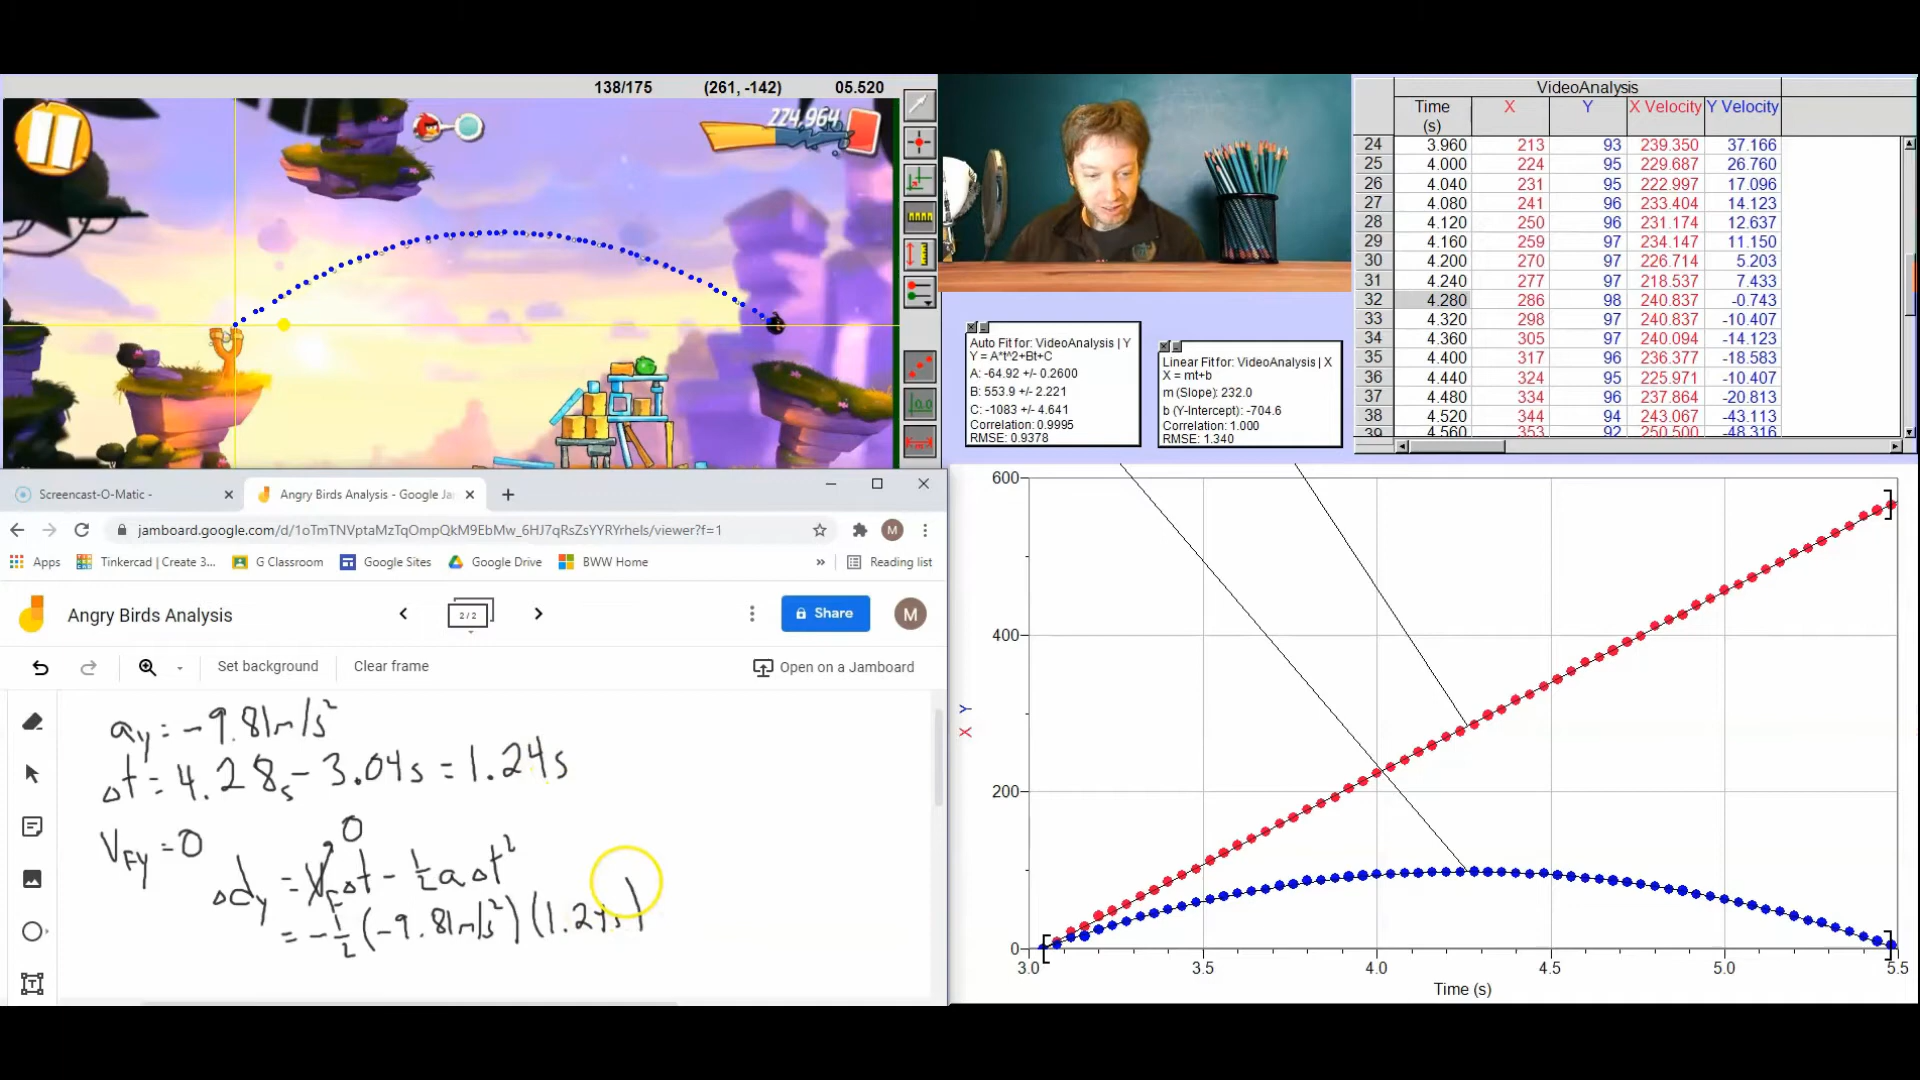 138/175 (261, -142) 05.520
224,964
VideoAnalysis
Time (s) X Y X Velocity Y Velocity
24 3.960 213 93 239.350 37.166
25 4.000 224 95 229.687 26.760
26 4.040 231 95 222.997 17.096
27 4.080 241 96 233.404 14.123
28 4.120 250 96 231.174 12.637
29 4.160 259 97 234.147 11.150
30 4.200 270 97 226.714 5.203
31 4.240 277 97 218.537 7.433
32 4.280 286 98 240.837 -0.743
33 4.320 298 97 240.837 -10.407
34 4.360 305 97 240.094 -14.123
35 4.400 317 96 236.377 -18.583
36 4.440 324 95 225.971 -10.407
37 4.480 334 96 237.864 -20.813
38 4.520 344 94 243.067 -43.113
39 4.560 353 92 250.500 -48.316
Auto Fit for: VideoAnalysis | Y
Y = A*t^2+Bt+C
A: -64.92 +/- 0.2600
B: 553.9 +/- 2.221
C: -1083 +/- 4.641
Correlation: 0.9995
RMSE: 0.9378
Linear Fit for: VideoAnalysis | X
X = mt+b
m (Slope): 232.0
b (Y-Intercept): -704.6
Correlation: 1.000
RMSE: 1.340
Screencast-O-Matic -
Angry Birds Analysis - Google Ja
jamboard.google.com/d/1oTmTNVptaMzTqOmpQkM9EbMw_6HJ7qRsZsYYRYrheIs/viewer?f=1
M
Apps Tinkercad | Create 3... G Classroom Google Sites Google Drive BWW Home » Reading list
Angry Birds Analysis 2/2 Share M
Set background Clear frame Open on a Jamboard
ay = -9.81m/s²
Δt = 4.28s - 3.04s = 1.24s
VFy = 0
0
Δdy = VFΔt - ½aΔt²
= -½(-9.81m/s²)(1.24s)
600
400
200
0
X Y
3.0 3.5 4.0 4.5 5.0 5.5
Time (s)